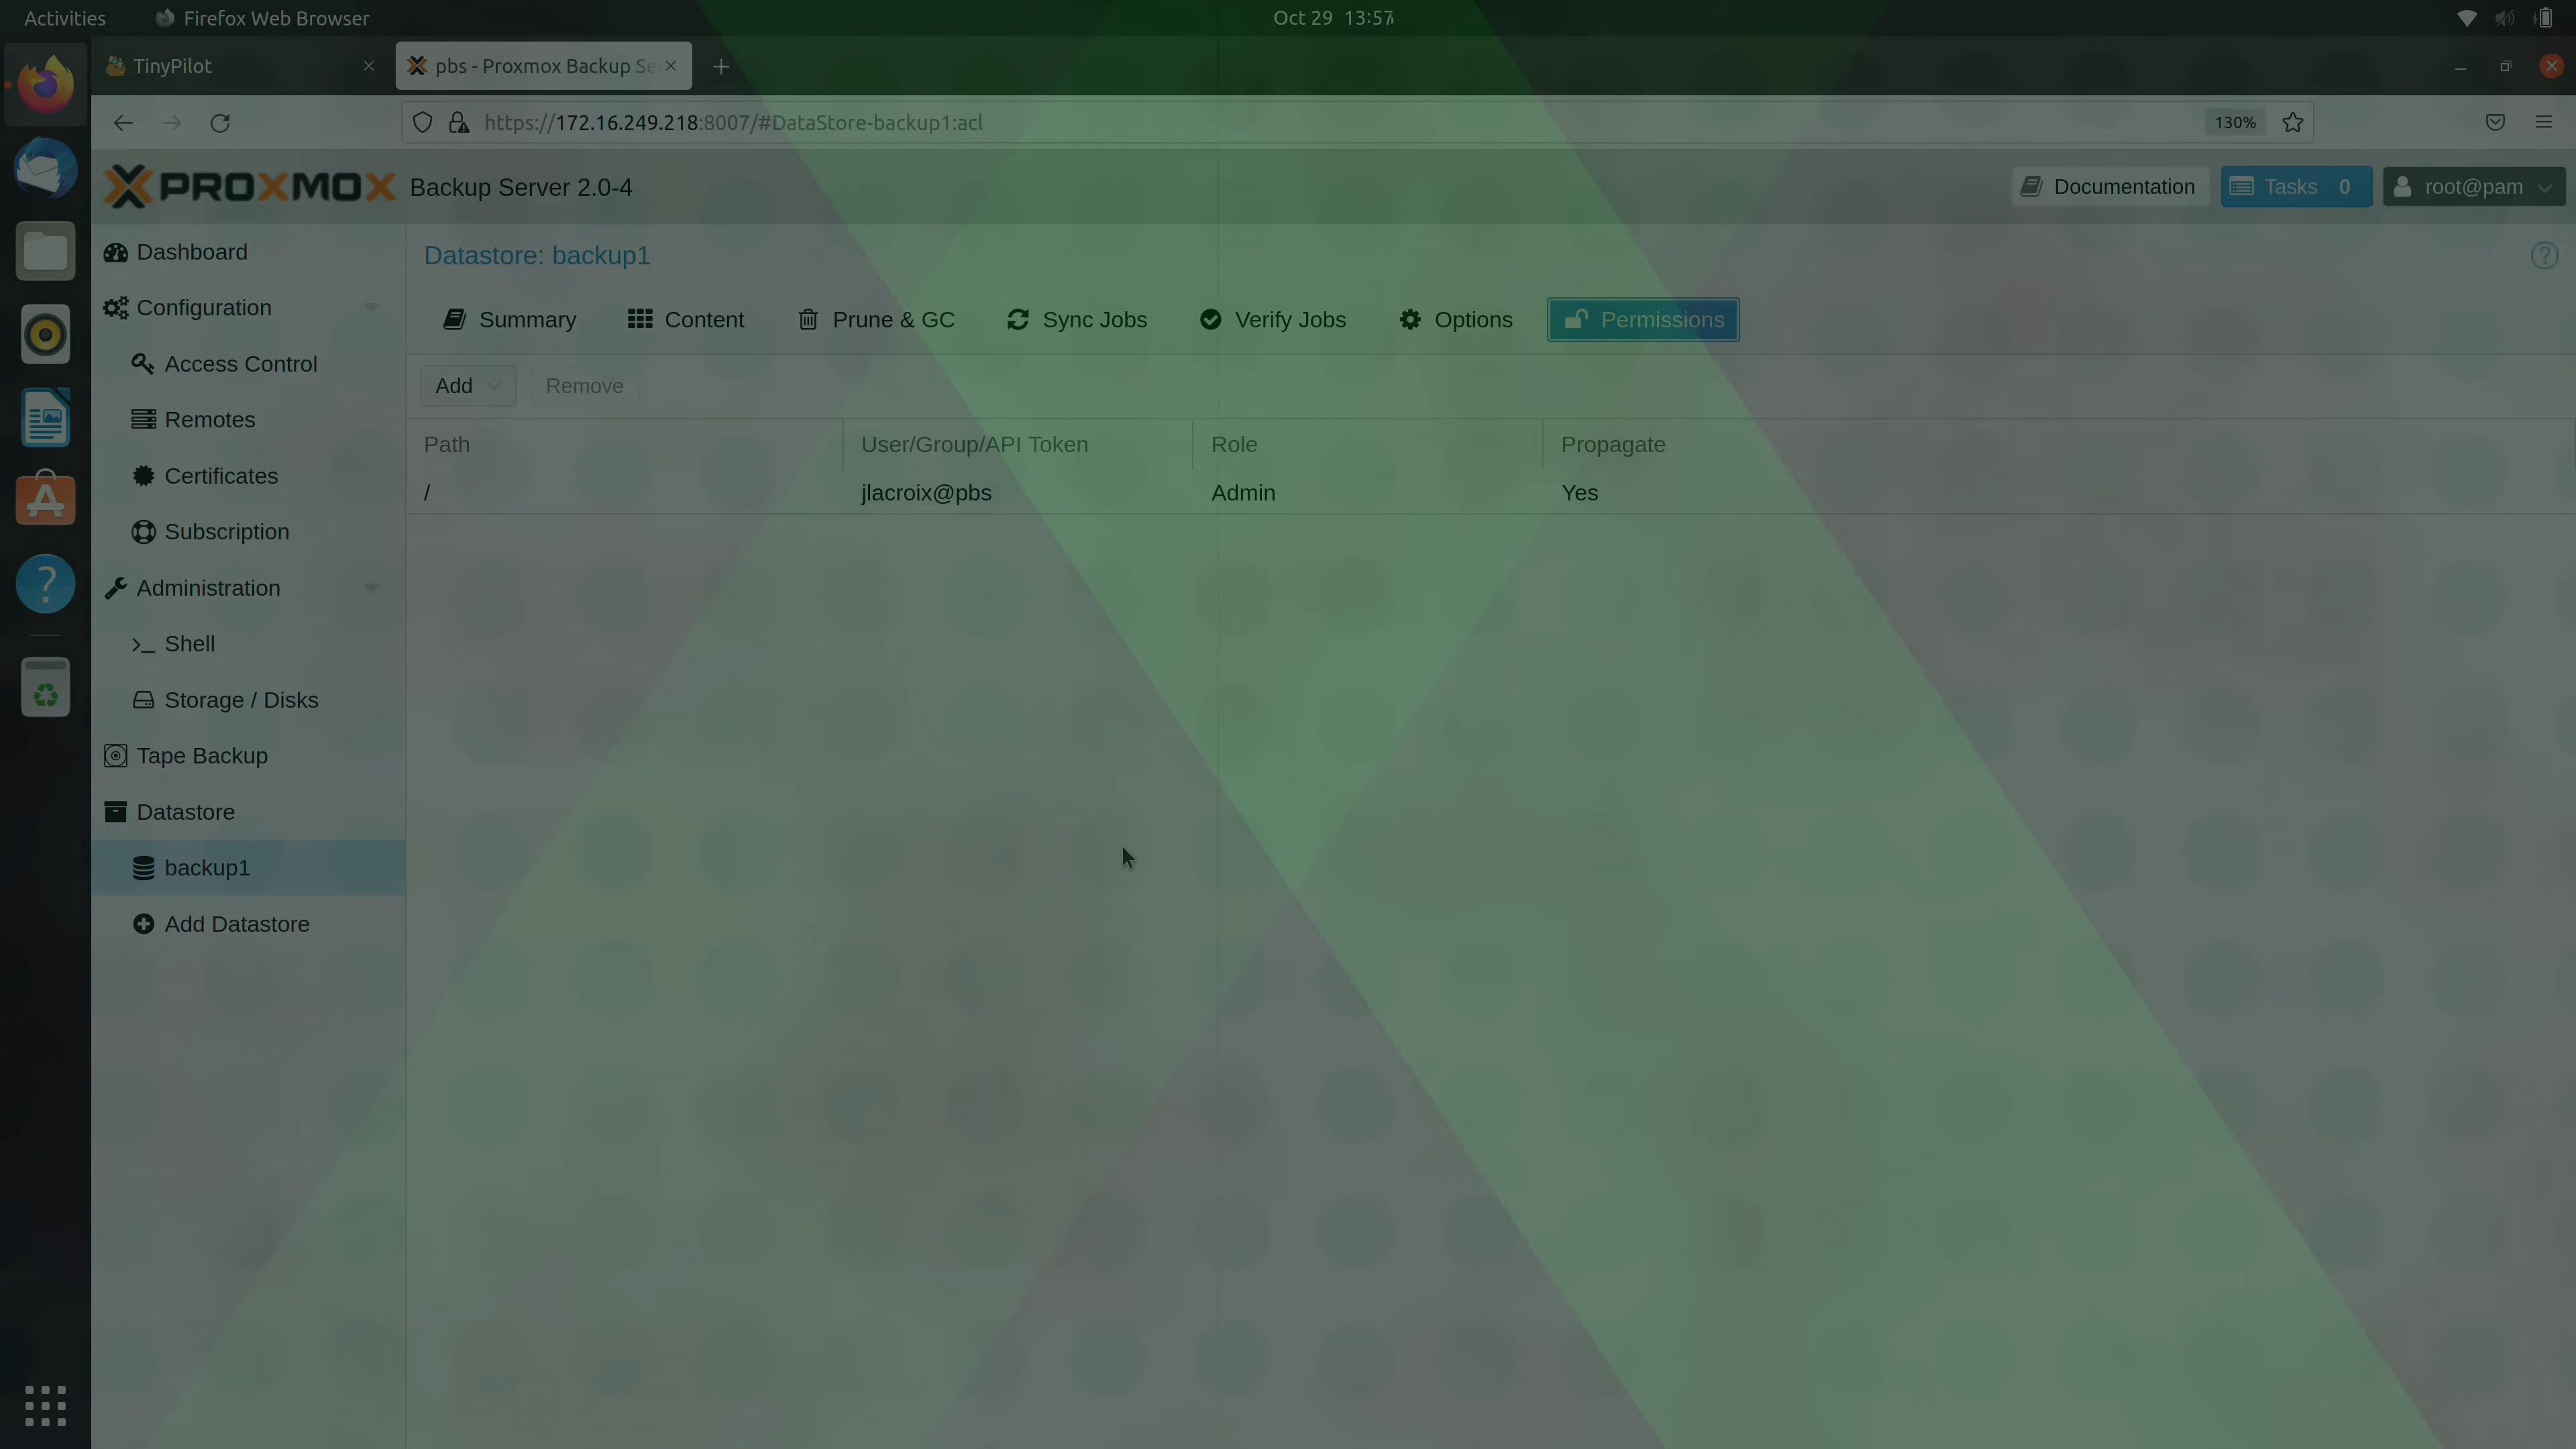 Activities Firefox Web Browser Oct 29 13:57
TinyPilot pbs - Proxmox Backup Se
https://172.16.249.218:8007/#DataStore-backup1:acl 130%
PROXMOX Backup Server 2.0-4 Documentation Tasks 0 root@pam
Dashboard
Configuration
Access Control
Remotes
Certificates
Subscription
Administration
Shell
Storage / Disks
Tape Backup
Datastore
backup1
Add Datastore
Datastore: backup1
Summary Content Prune & GC Sync Jobs Verify Jobs Options Permissions
Add Remove
Path User/Group/API Token Role Propagate
/ jlacroix@pbs Admin Yes